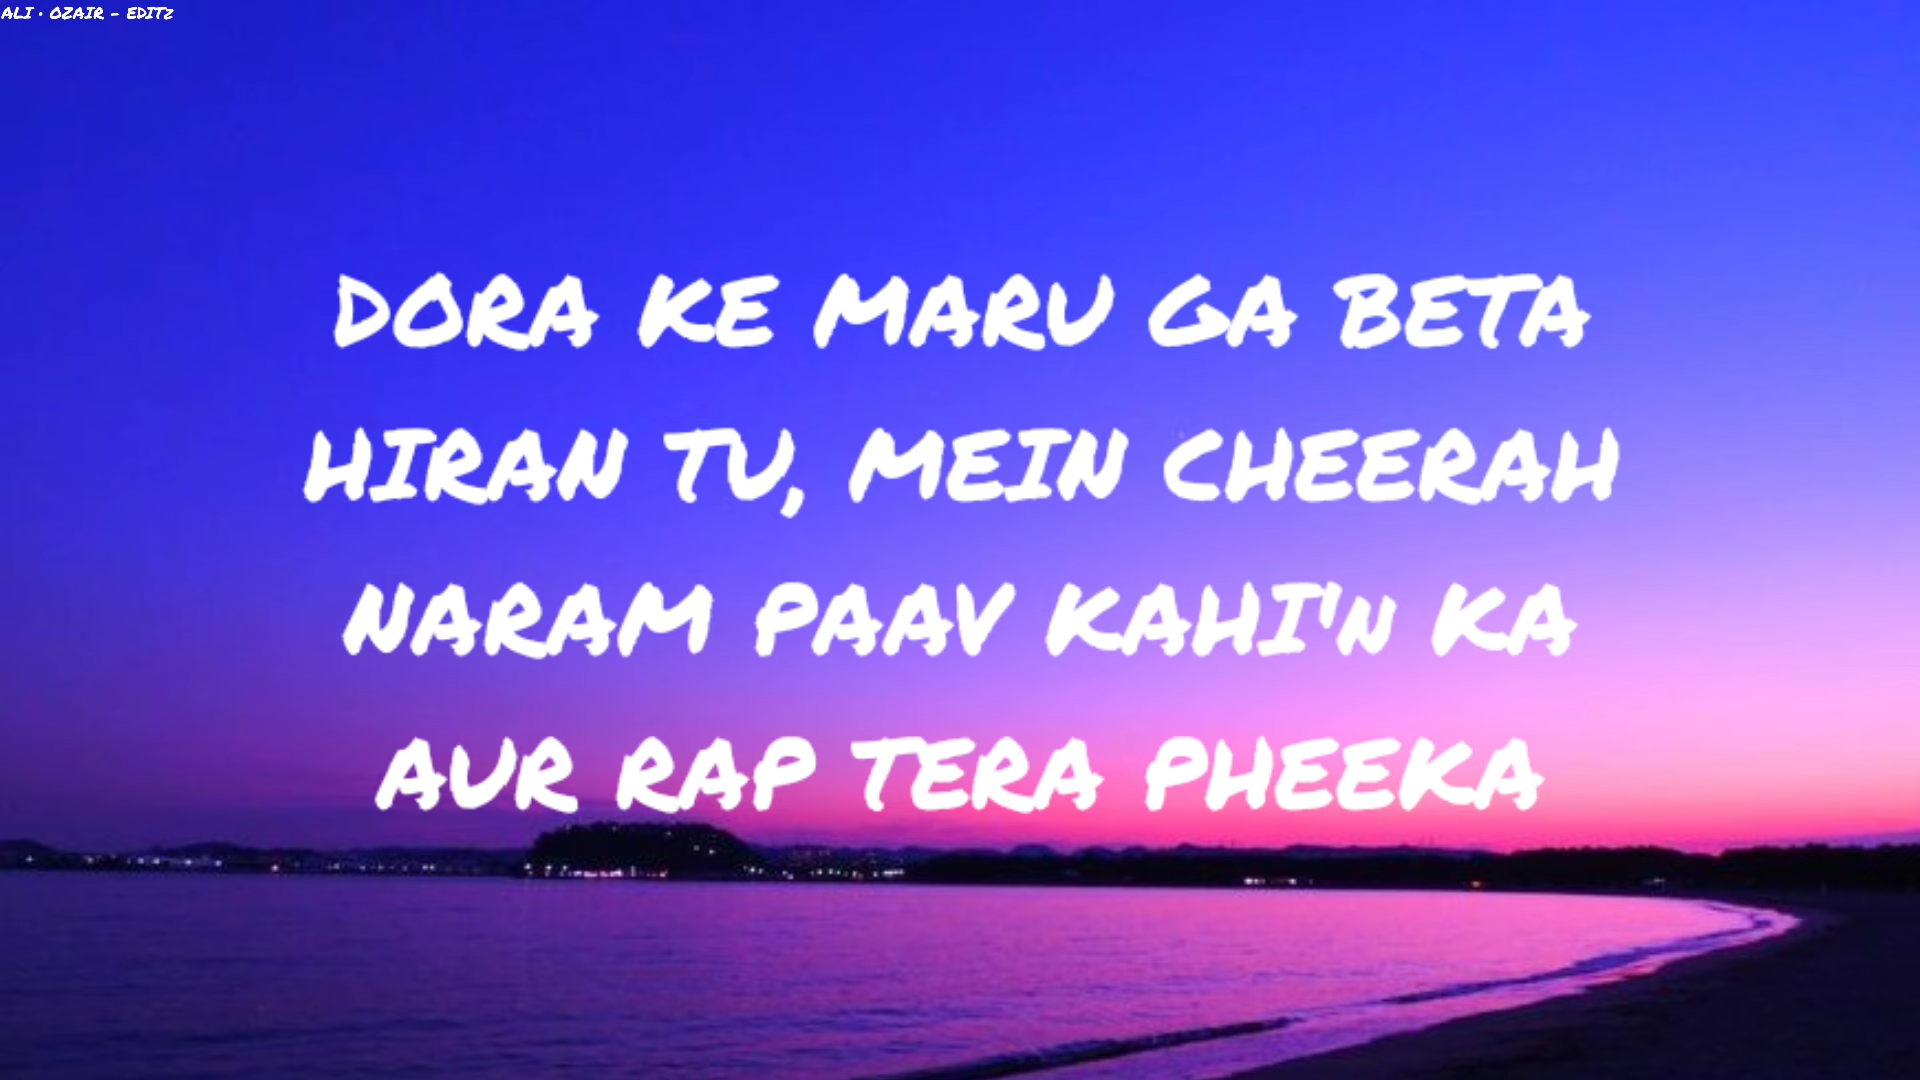 ALI • OZAIR - EDITz
DORA KE MARU GA BETA
HIRAN TU, MEIN CHEERAH
NARAM PAAV KAHI'N KA
AUR RAP TERA PHEEKA